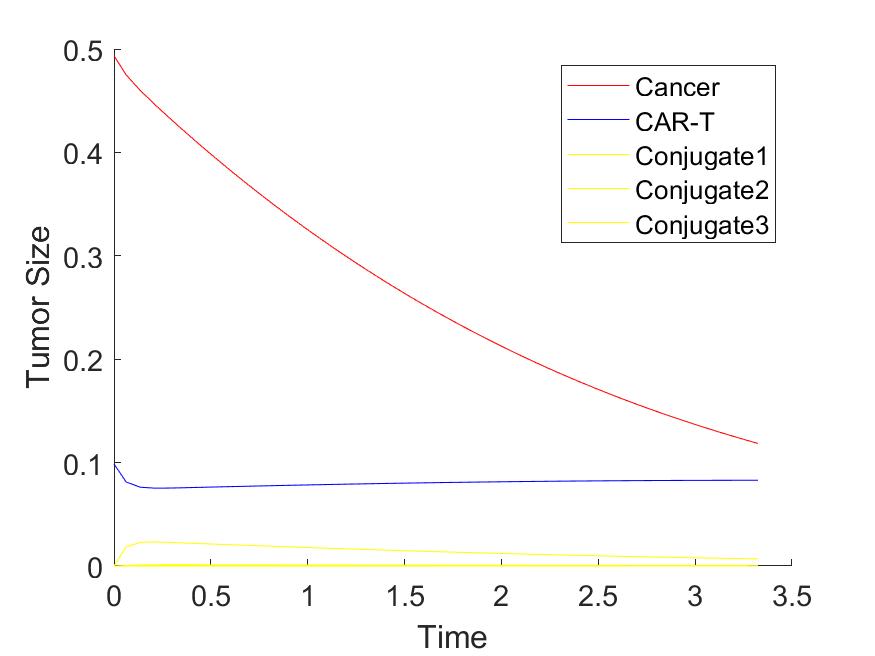 0.5
0.4
0.3
0.2
0.1
0
Tumor Size
Cancer
CAR-T
Conjugate1
Conjugate2
Conjugate3
0 0.5 1 1.5 2 2.5 3 3.5
Time